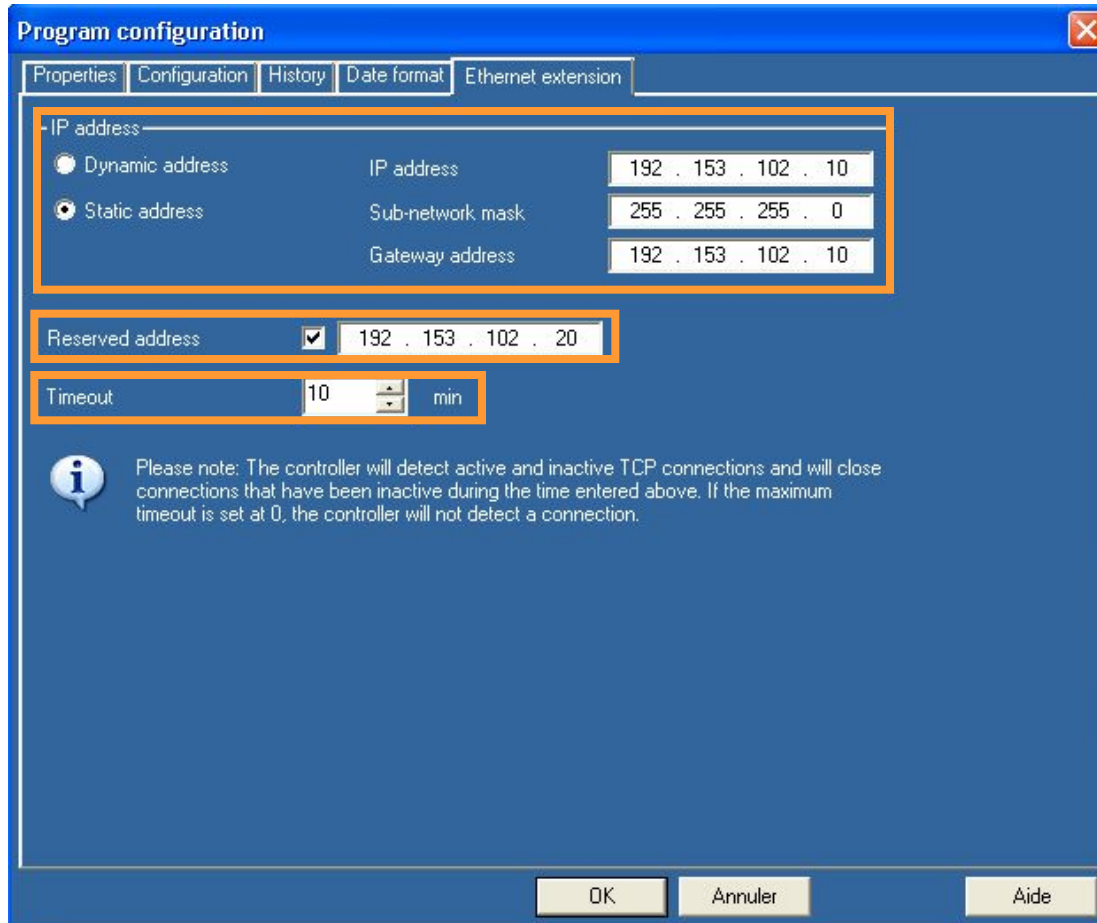 Program configuration
Properties Configuration History Date format Ethernet extension
IP address
Dynamic address IP address 192 . 153 . 102 . 10
Static address Sub-network mask 255 . 255 . 255 . 0
Gateway address 192 . 153 . 102 . 10
Reserved address 192 . 153 . 102 . 20
Timeout 10 min
Please note: The controller will detect active and inactive TCP connections and will close
connections that have been inactive during the time entered above. If the maximum
timeout is set at 0, the controller will not detect a connection.
OK Annuler Aide